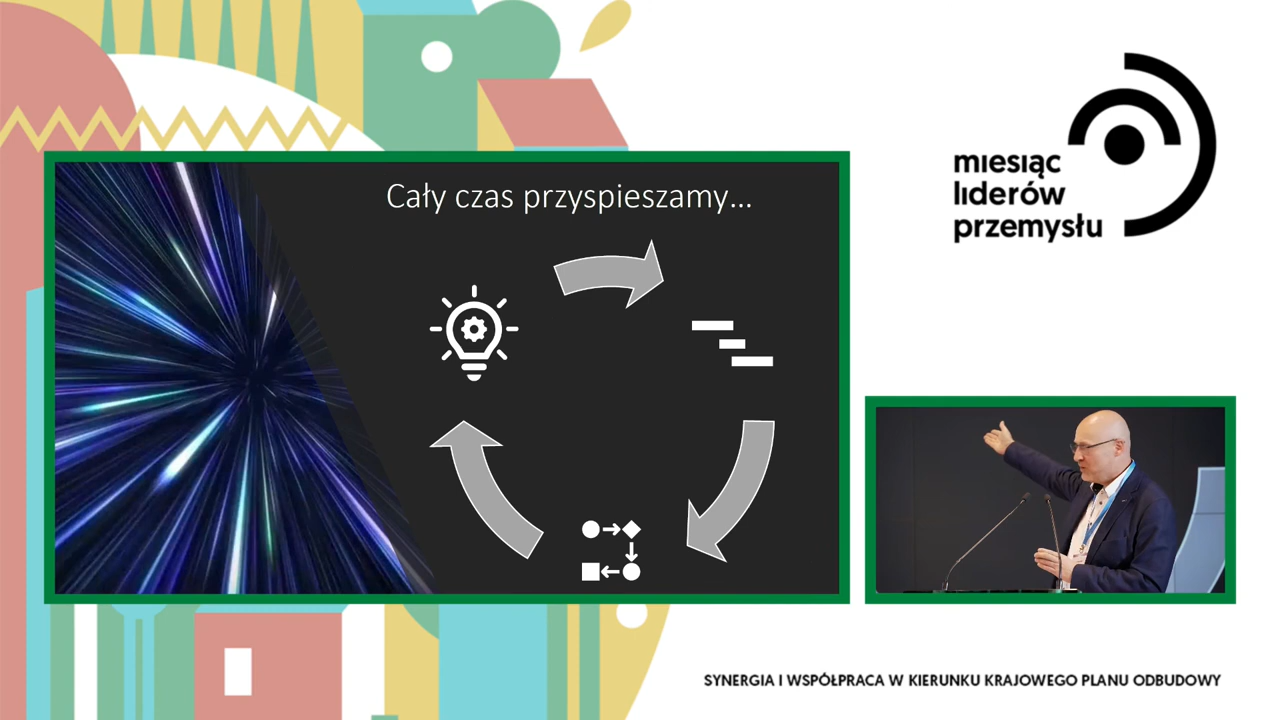 Cały czas przyspieszamy...
miesiąc
liderów
przemysłu
SYNERGIA I WSPÓŁPRACA W KIERUNKU KRAJOWEGO PLANU ODBUDOWY